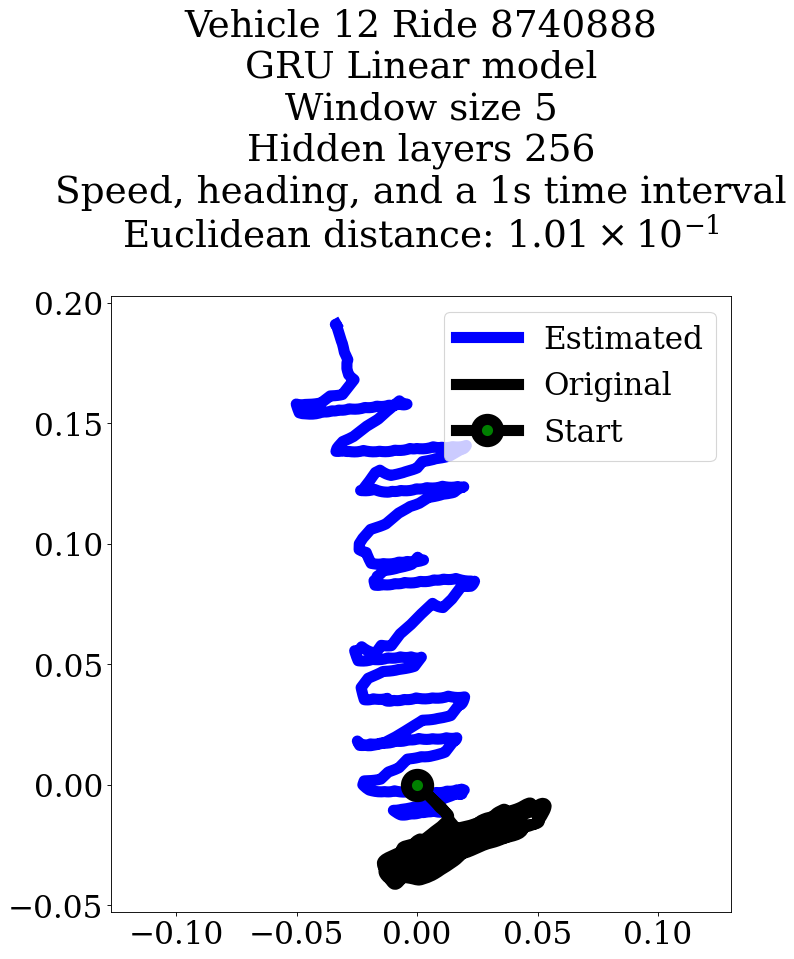 Vehicle 12 Ride 8740888
GRU Linear model
Window size 5
Hidden layers 256
Speed, heading, and a 1s time interval
Euclidean distance: 1.01 × 10⁻¹
Estimated
Original
Start
0.20
0.15
0.10
0.05
0.00
−0.05
−0.10 −0.05 0.00 0.05 0.10